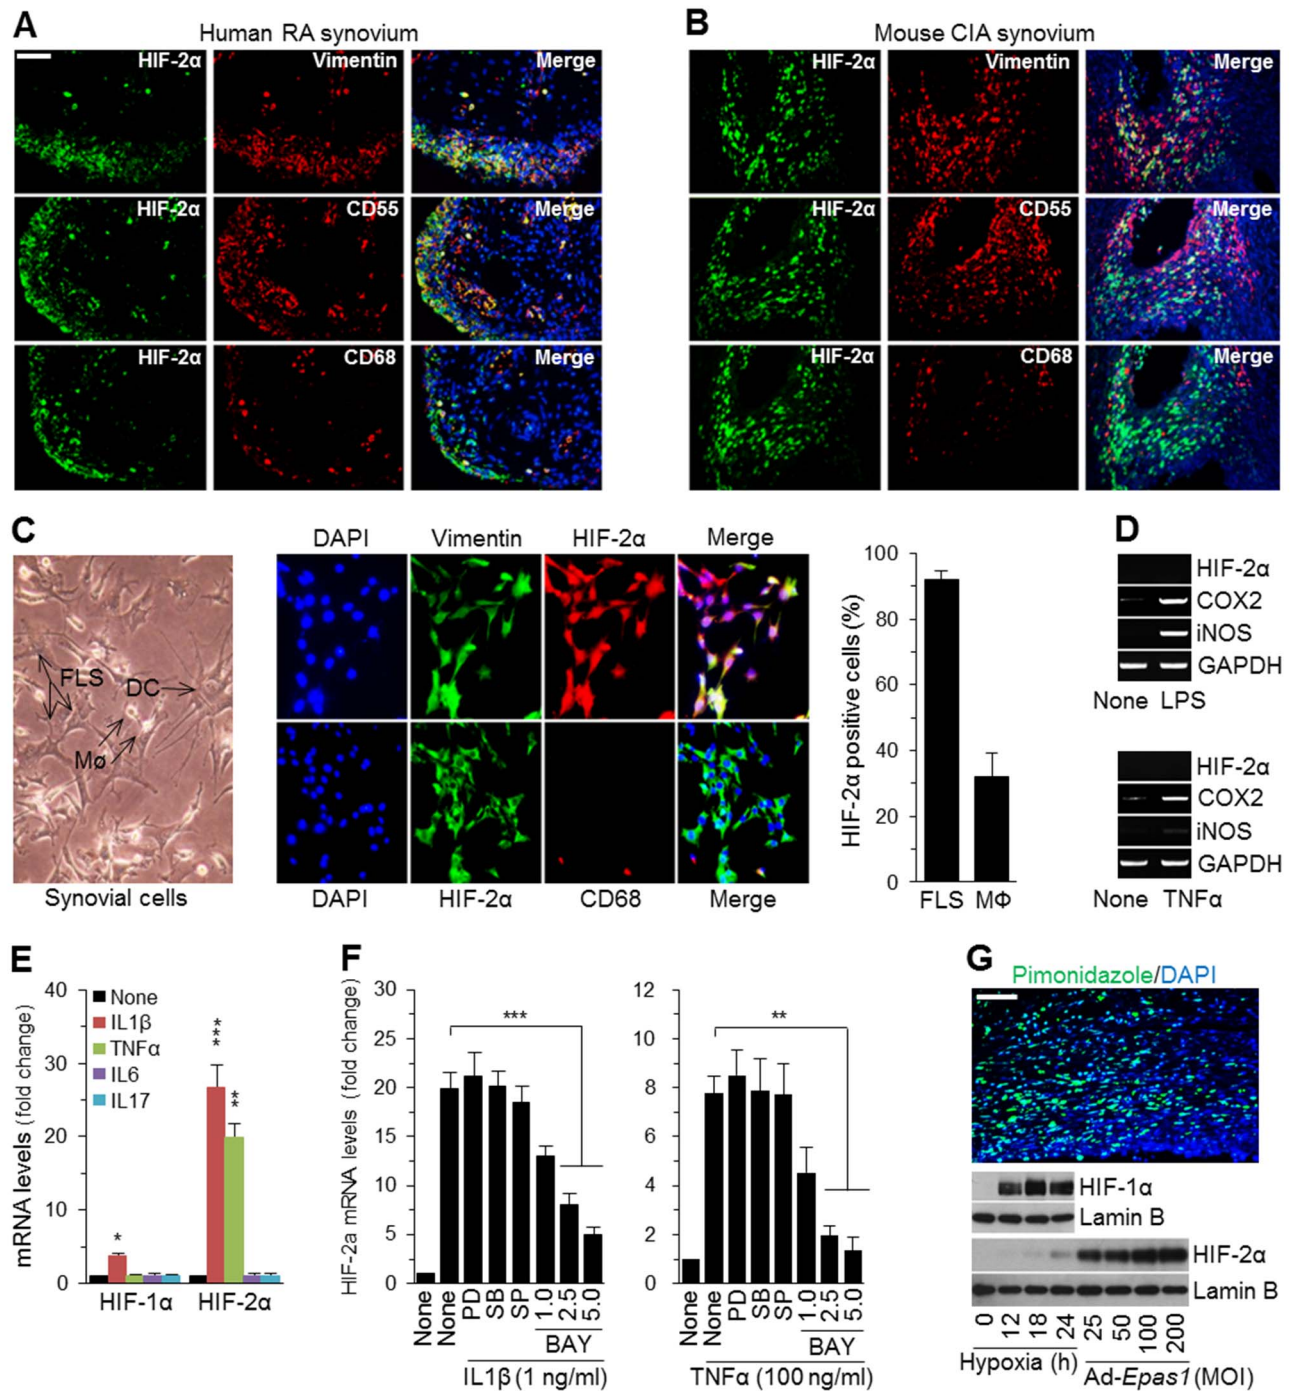 A
Human RA synovium
HIF-2α Vimentin Merge
HIF-2α CD55 Merge
HIF-2α CD68 Merge
B
Mouse CIA synovium
HIF-2α Vimentin Merge
HIF-2α CD55 Merge
HIF-2α CD68 Merge
C
FLS
DC
Mø
Synovial cells
DAPI Vimentin HIF-2α Merge
DAPI HIF-2α CD68 Merge
HIF-2α positive cells (%)
100
80
60
40
20
0
FLS MΦ
D
HIF-2α
COX2
iNOS
GAPDH
None LPS
HIF-2α
COX2
iNOS
GAPDH
None TNFα
E
mRNA levels (fold change)
40
30
20
10
0
None
IL1β
TNFα
IL6
IL17
*
***
**
HIF-1α HIF-2α
F
HIF-2a mRNA levels (fold change)
30
25
20
15
10
5
0
***
None None PD SB SP 1.0 2.5 5.0
BAY
IL1β (1 ng/ml)
12
10
8
6
4
2
0
**
None None PD SB SP 1.0 2.5 5.0
BAY
TNFα (100 ng/ml)
G
Pimonidazole/DAPI
HIF-1α
Lamin B
HIF-2α
Lamin B
0 12 18 24 25 50 100 200
Hypoxia (h) Ad-Epas1 (MOI)